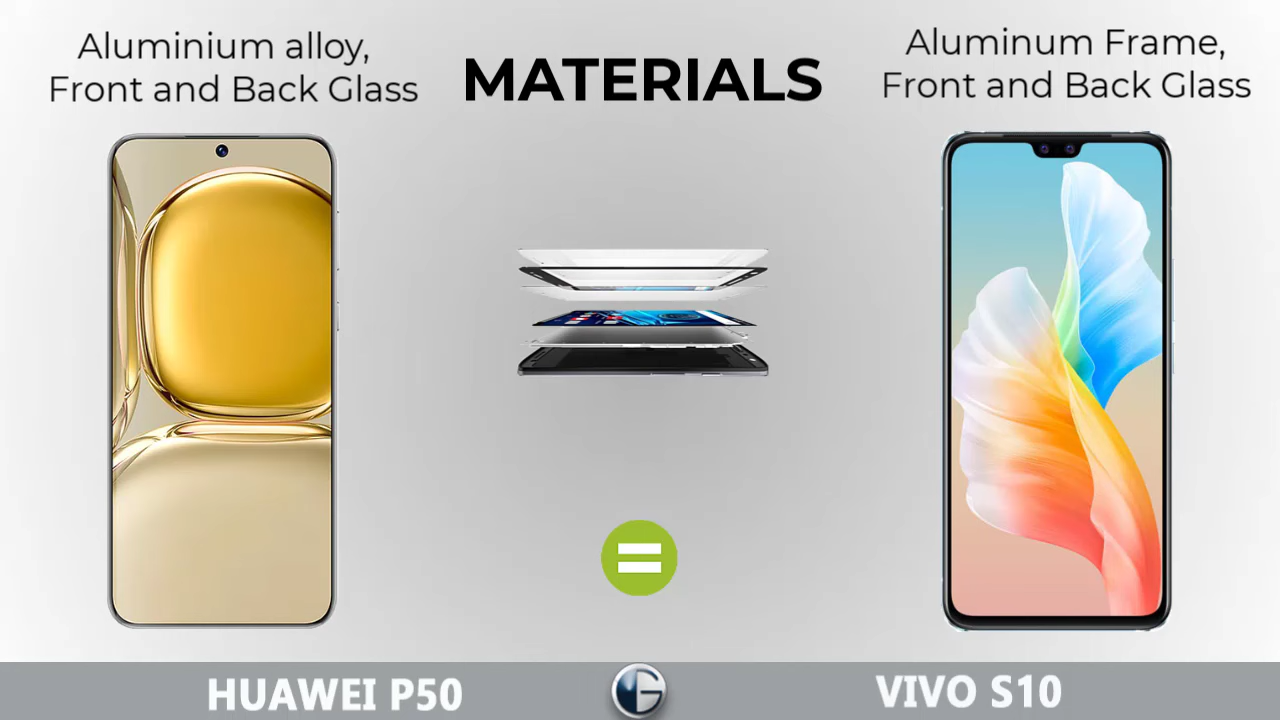 Aluminium alloy,
Front and Back Glass
MATERIALS
Aluminum Frame,
Front and Back Glass
HUAWEI P50
G
VIVO S10